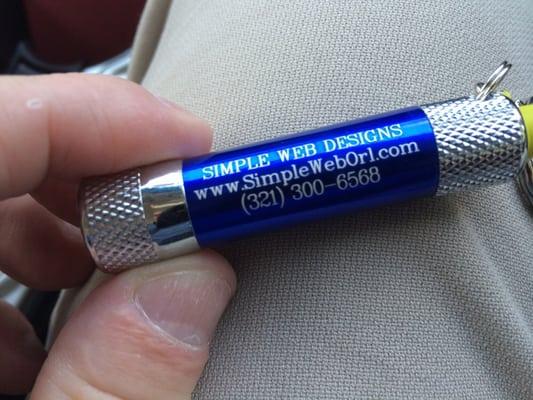 SIMPLE WEB DESIGNS
www.SimpleWebOrl.com
(321) 300-6568